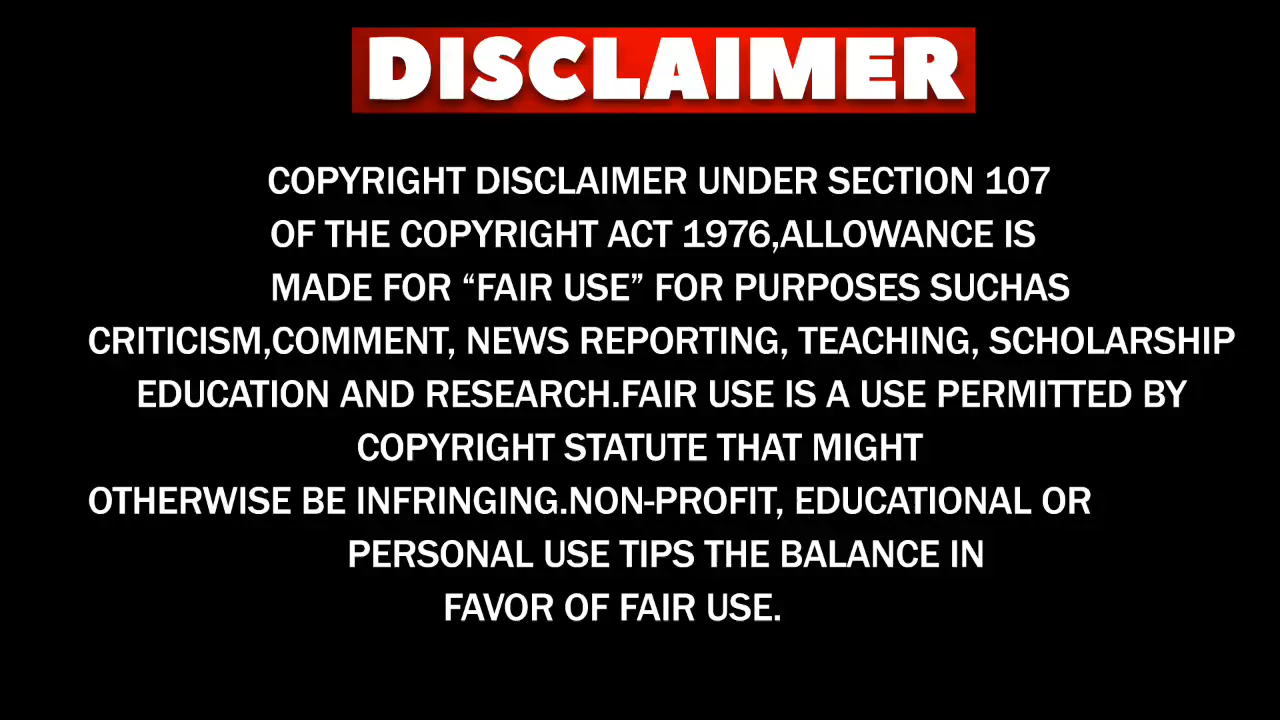 DISCLAIMER
COPYRIGHT DISCLAIMER UNDER SECTION 107
OF THE COPYRIGHT ACT 1976,ALLOWANCE IS
MADE FOR “FAIR USE” FOR PURPOSES SUCHAS
CRITICISM,COMMENT, NEWS REPORTING, TEACHING, SCHOLARSHIP
EDUCATION AND RESEARCH.FAIR USE IS A USE PERMITTED BY
COPYRIGHT STATUTE THAT MIGHT
OTHERWISE BE INFRINGING.NON-PROFIT, EDUCATIONAL OR
PERSONAL USE TIPS THE BALANCE IN
FAVOR OF FAIR USE.